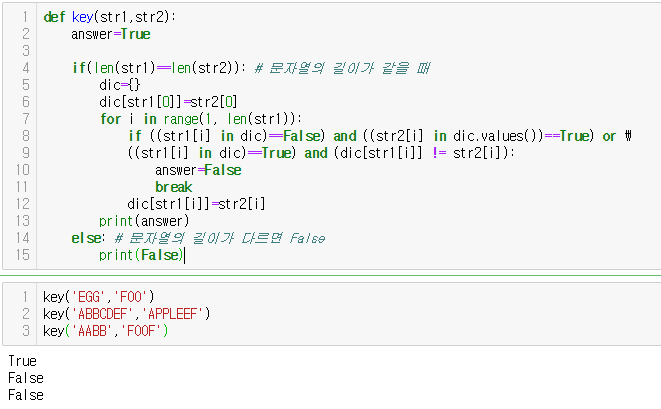 1 def key(str1,str2):
2     answer=True
3
4     if(len(str1)==len(str2)): # 문자열의 길이가 같을 때
5         dic={}
6         dic[str1[0]]=str2[0]
7         for i in range(1, len(str1)):
8             if ((str1[i] in dic)==False) and ((str2[i] in dic.values())==True) or ₩
9             ((str1[i] in dic)==True) and (dic[str1[i]] != str2[i]):
10                 answer=False
11                 break
12             dic[str1[i]]=str2[i]
13         print(answer)
14     else: # 문자열의 길이가 다르면 False
15         print(False)
1 key('EGG','FOO')
2 key('ABBCDEF','APPLEEF')
3 key('AABB','FOOF')
True
False
False